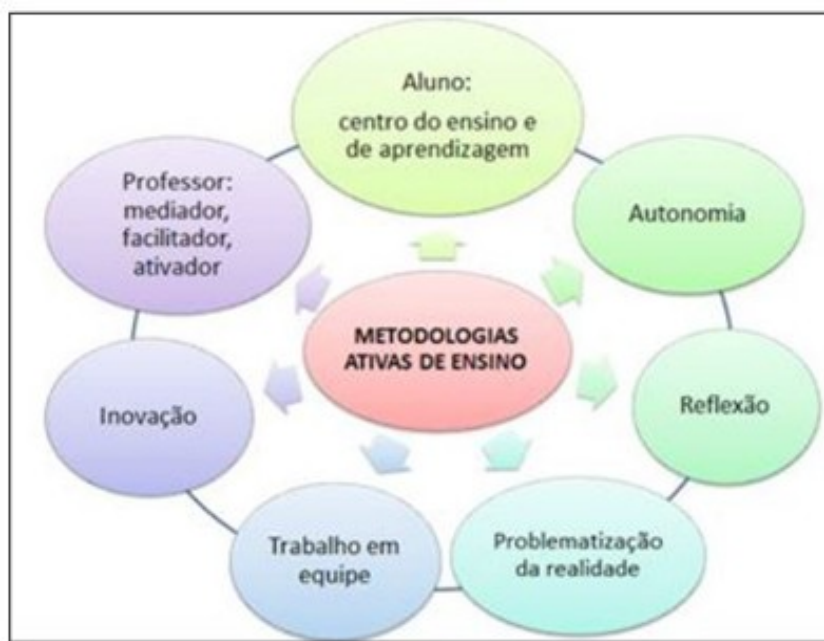 Aluno:
centro do ensino e
de aprendizagem
Autonomia
Reflexão
Problematização
da realidade
Trabalho em
equipe
Inovação
Professor:
mediador,
facilitador,
ativador
METODOLOGIAS
ATIVAS DE ENSINO